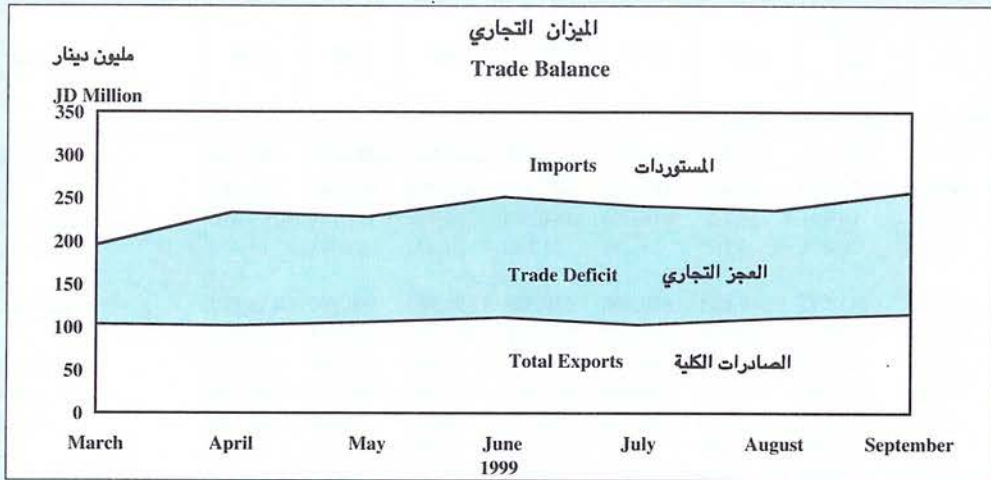 الميزان التجاري
Trade Balance
مليون دينار
JD Million
350
300
250
200
150
100
50
0
Imports المستوردات
Trade Deficit العجز التجاري
Total Exports الصادرات الكلية
March April May June July August September
1999